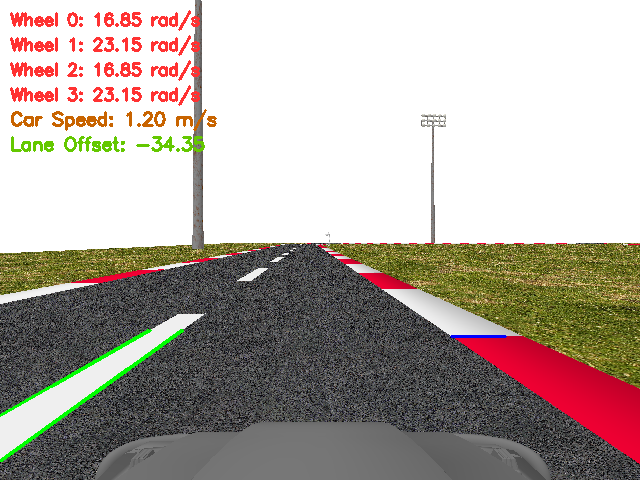 Wheel 0: 16.85 rad/s
Wheel 1: 23.15 rad/s
Wheel 2: 16.85 rad/s
Wheel 3: 23.15 rad/s
Car Speed: 1.20 m/s
Lane Offset: -34.35